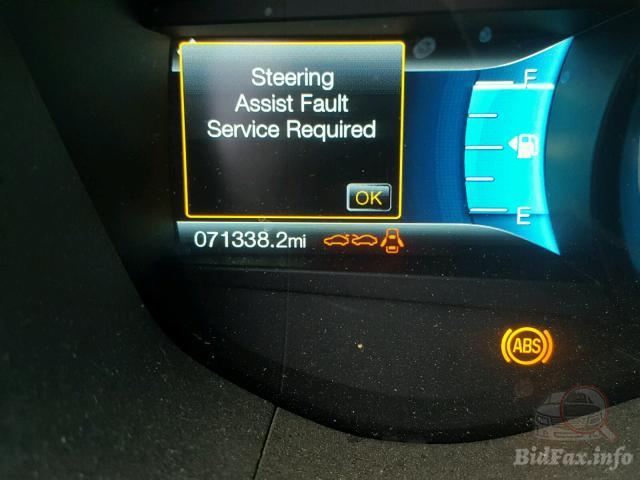 Steering
Assist Fault
Service Required
OK
F
E
071338.2mi
ABS
BidFax.info